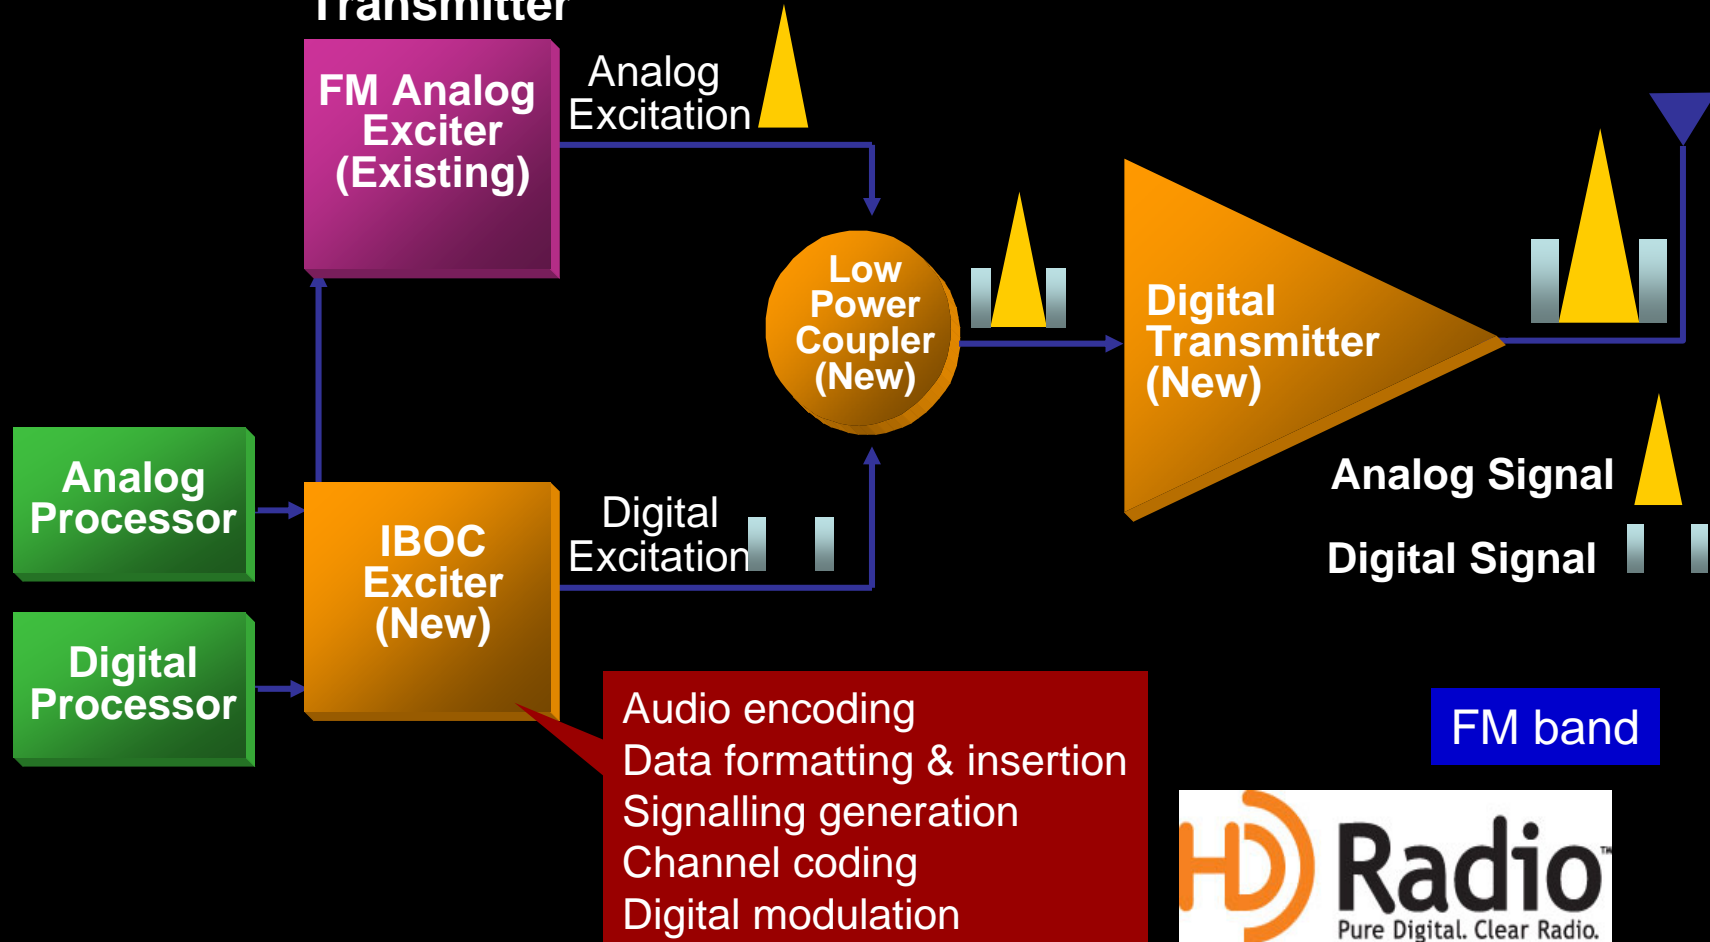 Transmitter
FM Analog
Exciter
(Existing)
Analog
Excitation
Low
Power
Coupler
(New)
Digital
Transmitter
(New)
Analog
Processor
IBOC
Exciter
(New)
Digital
Excitation
Analog Signal
Digital Signal
Digital
Processor
Audio encoding
Data formatting & insertion
Signalling generation
Channel coding
Digital modulation
FM band
HD Radio™
Pure Digital. Clear Radio.